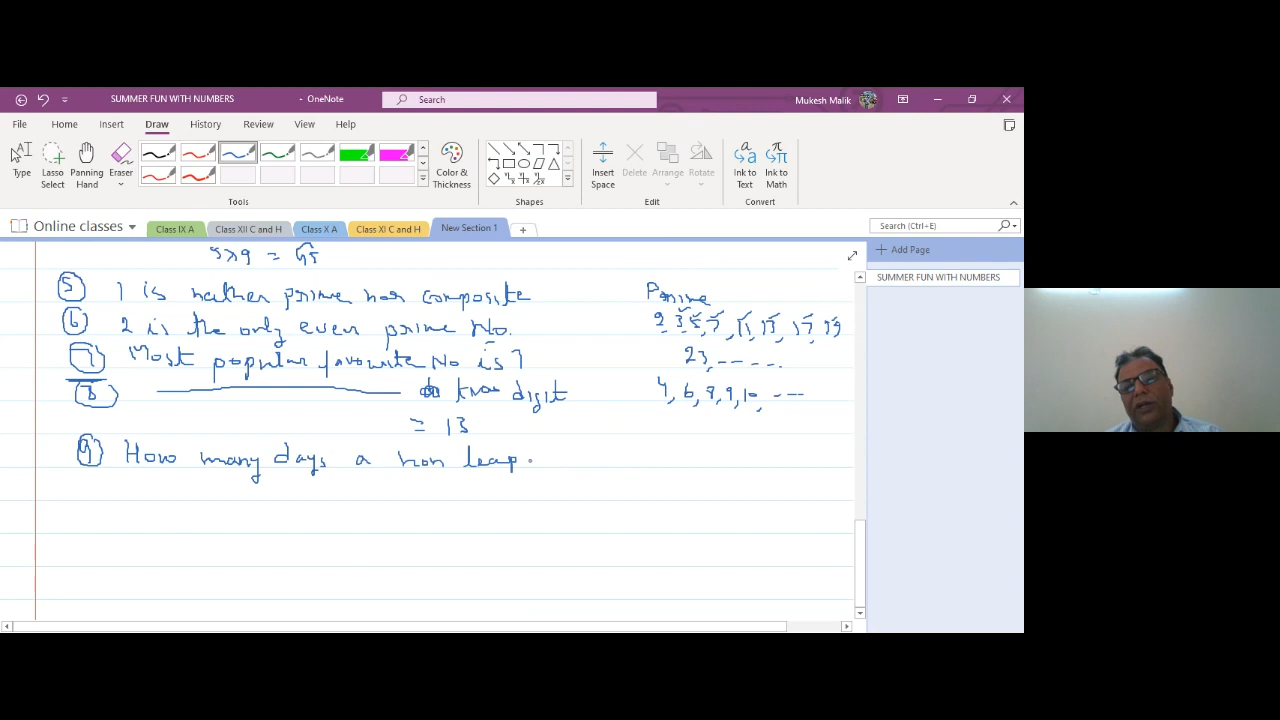 SUMMER FUN WITH NUMBERS - OneNote
Search
Mukesh Malik
File Home Insert Draw History Review View Help
Type
Lasso Select
Panning Hand
Eraser
Color & Thickness
Insert Space
Delete
Arrange
Rotate
Ink to Text
Ink to Math
Tools
Shapes
Edit
Convert
Online classes
Class IX A
Class XII C and H
Class X A
Class XI C and H
New Section 1
Search (Ctrl+E)
Add Page
SUMMER FUN WITH NUMBERS
5x9 = 45
5 1 is naither prime nor composite
6 2 is the only even prime No.
7 Most popular favourite No is 7
8 two digit
= 13
9 How many days a non leap
Prime
2, 3, 5, 7, 11, 13, 17, 19
23, -- -- ..
4, 6, 8, 9, 10, - --